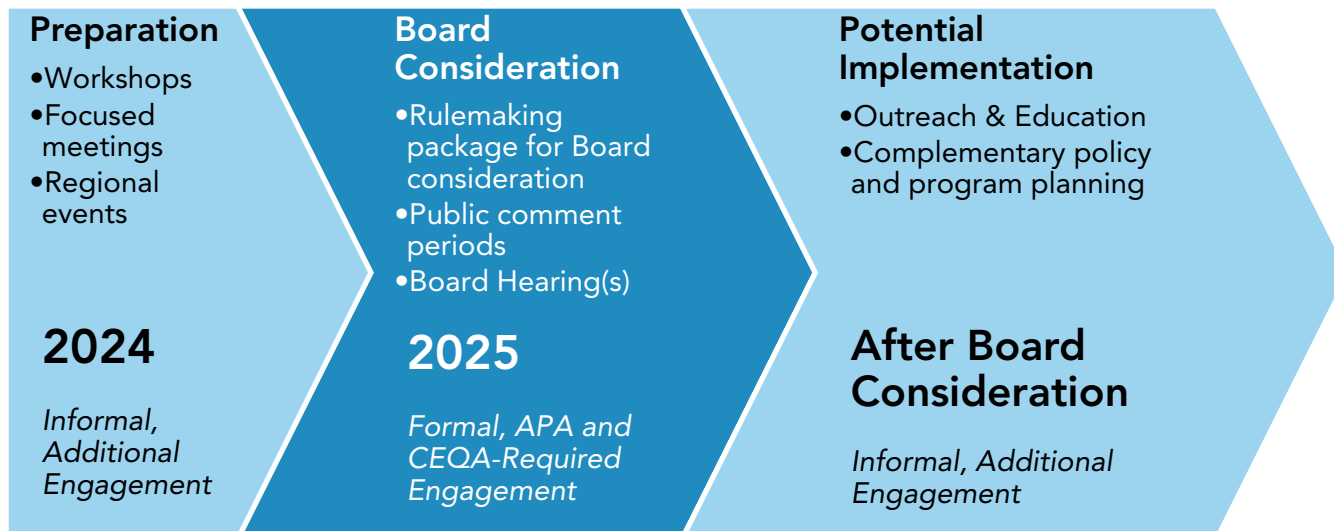 Preparation
•Workshops
•Focused
meetings
•Regional
events
2024
Informal,
Additional
Engagement
Board
Consideration
•Rulemaking
package for Board
consideration
•Public comment
periods
•Board Hearing(s)
2025
Formal, APA and
CEQA-Required
Engagement
Potential
Implementation
•Outreach & Education
•Complementary policy
and program planning
After Board
Consideration
Informal, Additional
Engagement